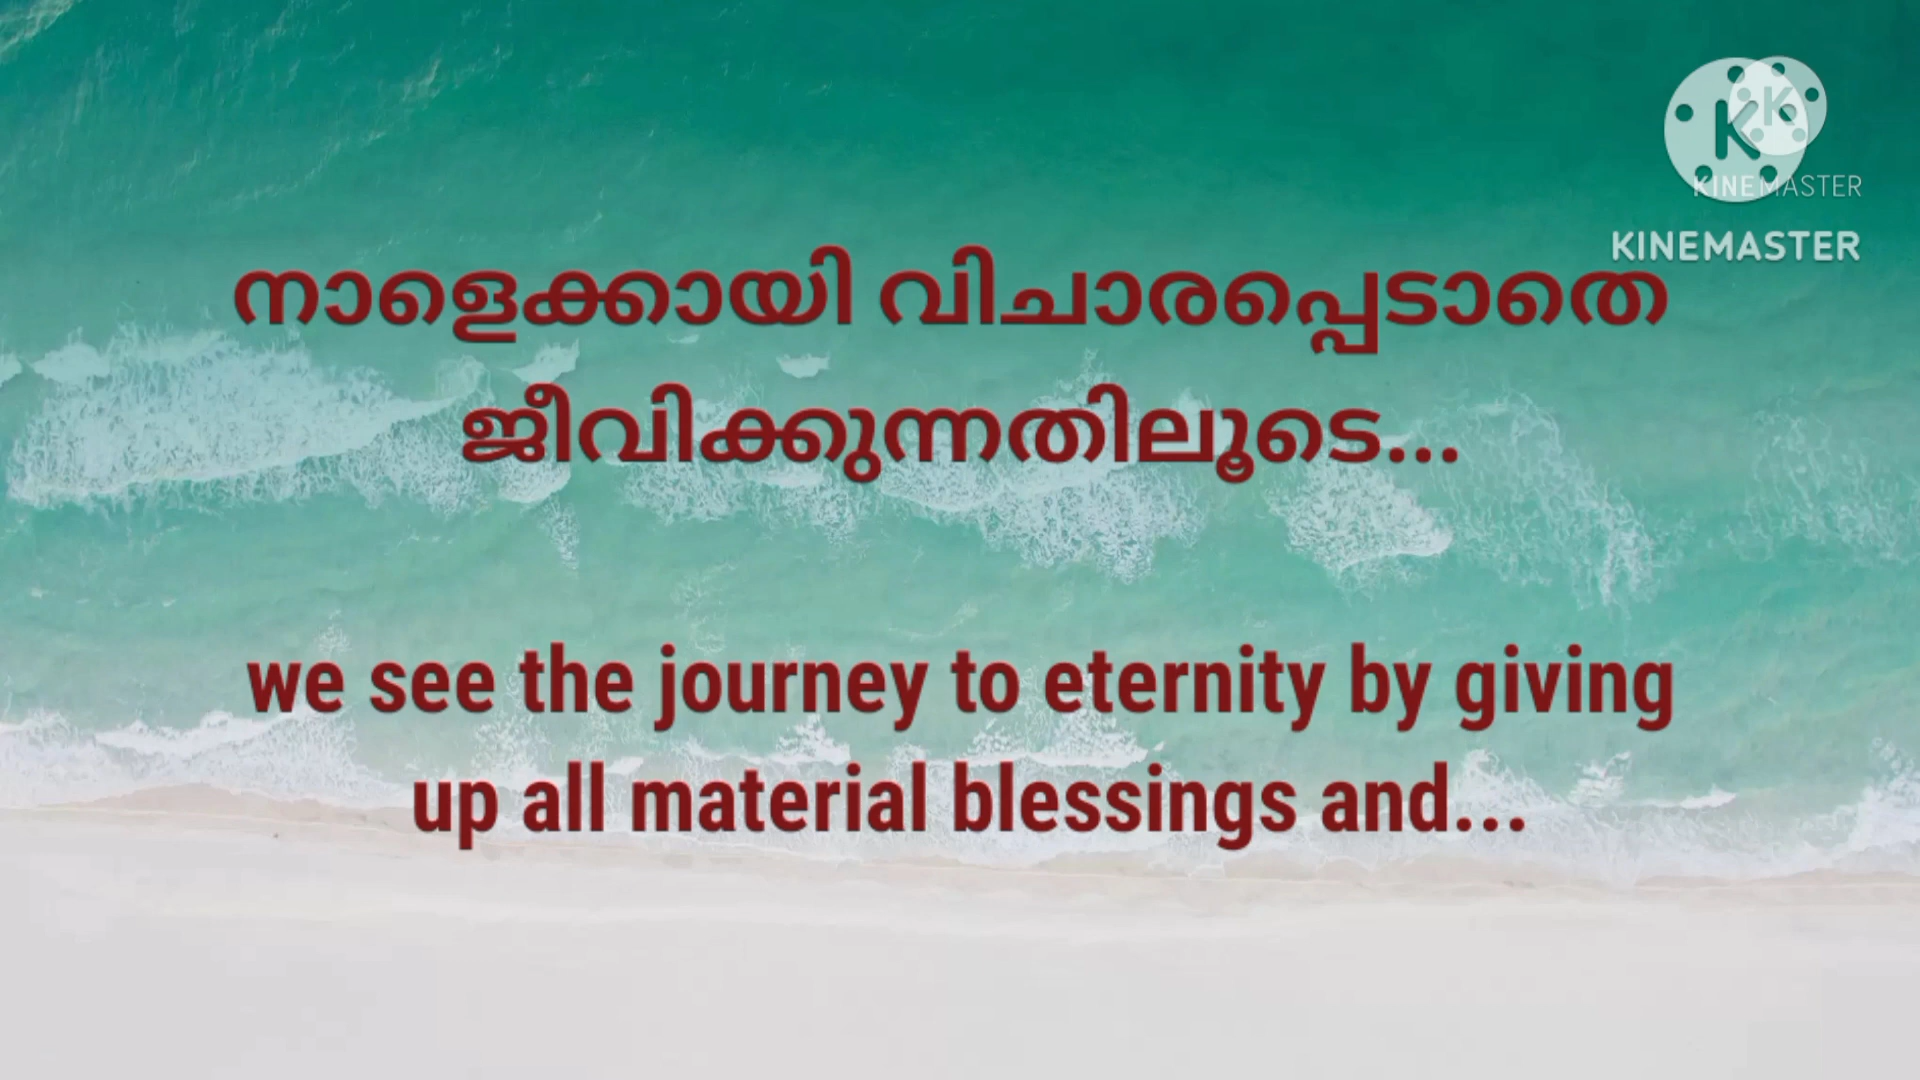 K
K
KINEMASTER
KINEMASTER
നാളെക്കായി വിചാരപ്പെടാതെ
ജീവിക്കുന്നതിലൂടെ...
we see the journey to eternity by giving
up all material blessings and...